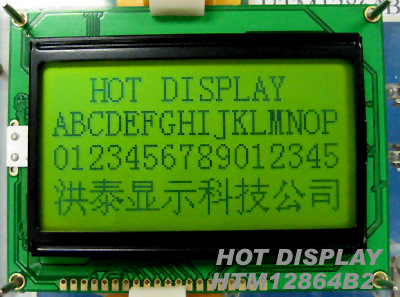 HOT DISPLAY
ABCDEFGHIJKLMNOP
0123456789012345
洪泰显示科技公司
HOT DISPLAY
HTM12864B2